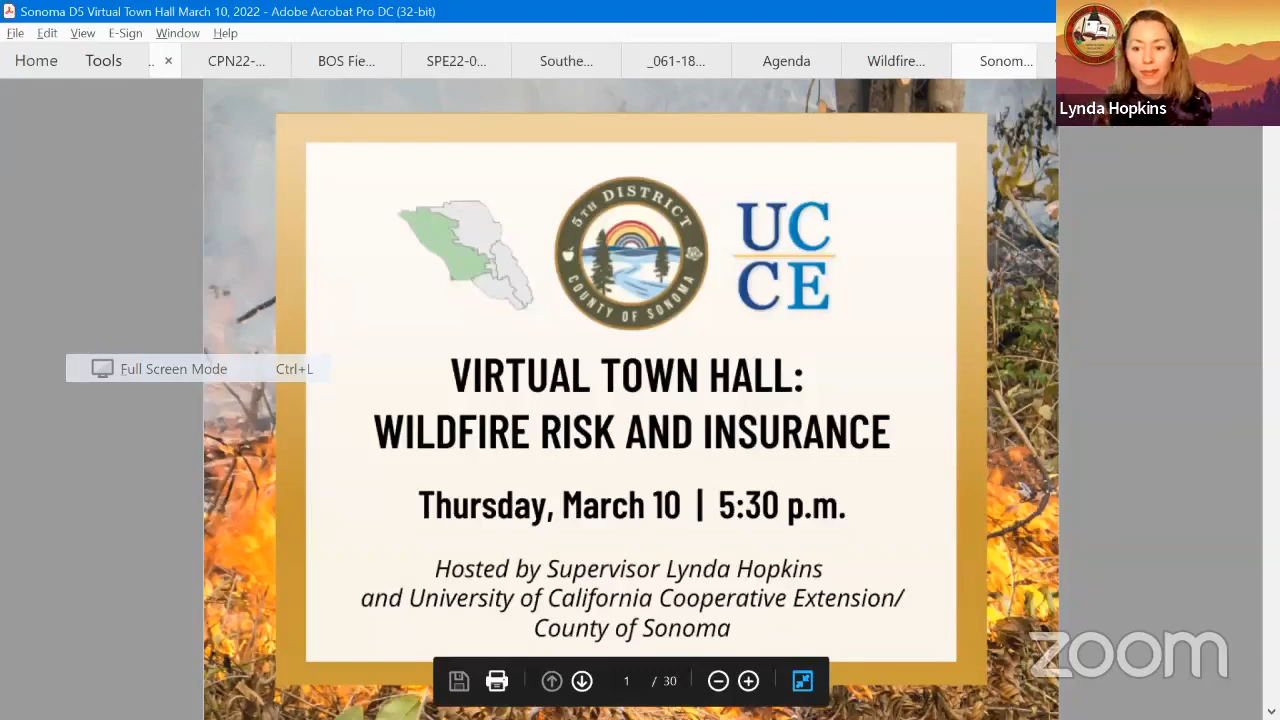 Sonoma D5 Virtual Town Hall March 10, 2022 - Adobe Acrobat Pro DC (32-bit)
File Edit View E-Sign Window Help
Home Tools .. × CPN22-... BOS Fie... SPE22-0... Southe... _061-18... Agenda Wildfire... Sonom...
Lynda Hopkins
5TH DISTRICT
COUNTY OF SONOMA
UC
CE
Full Screen Mode Ctrl+L
VIRTUAL TOWN HALL:
WILDFIRE RISK AND INSURANCE
Thursday, March 10 | 5:30 p.m.
Hosted by Supervisor Lynda Hopkins
and University of California Cooperative Extension/
County of Sonoma
zoom
1 / 30